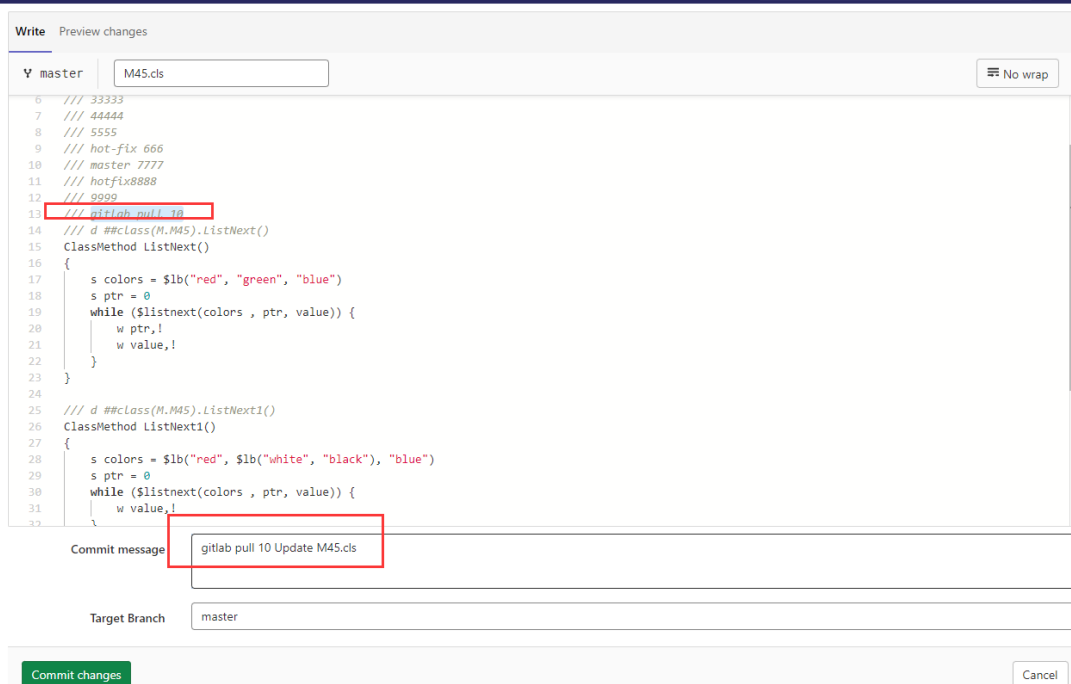 Write Preview changes
master M45.cls No wrap
6 /// 33333
7 /// 44444
8 /// 5555
9 /// hot-fix 666
10 /// master 7777
11 /// hotfix8888
12 /// 9999
13 /// gitlab pull 10
14 /// d ##class(M.M45).ListNext()
15 ClassMethod ListNext()
16 {
17 s colors = $lb("red", "green", "blue")
18 s ptr = 0
19 while ($listnext(colors , ptr, value)) {
20 w ptr,!
21 w value,!
22 }
23 }
24
25 /// d ##class(M.M45).ListNext1()
26 ClassMethod ListNext1()
27 {
28 s colors = $lb("red", $lb("white", "black"), "blue")
29 s ptr = 0
30 while ($listnext(colors , ptr, value)) {
31 w value,!
32 }
Commit message gitlab pull 10 Update M45.cls
Target Branch master
Commit changes Cancel